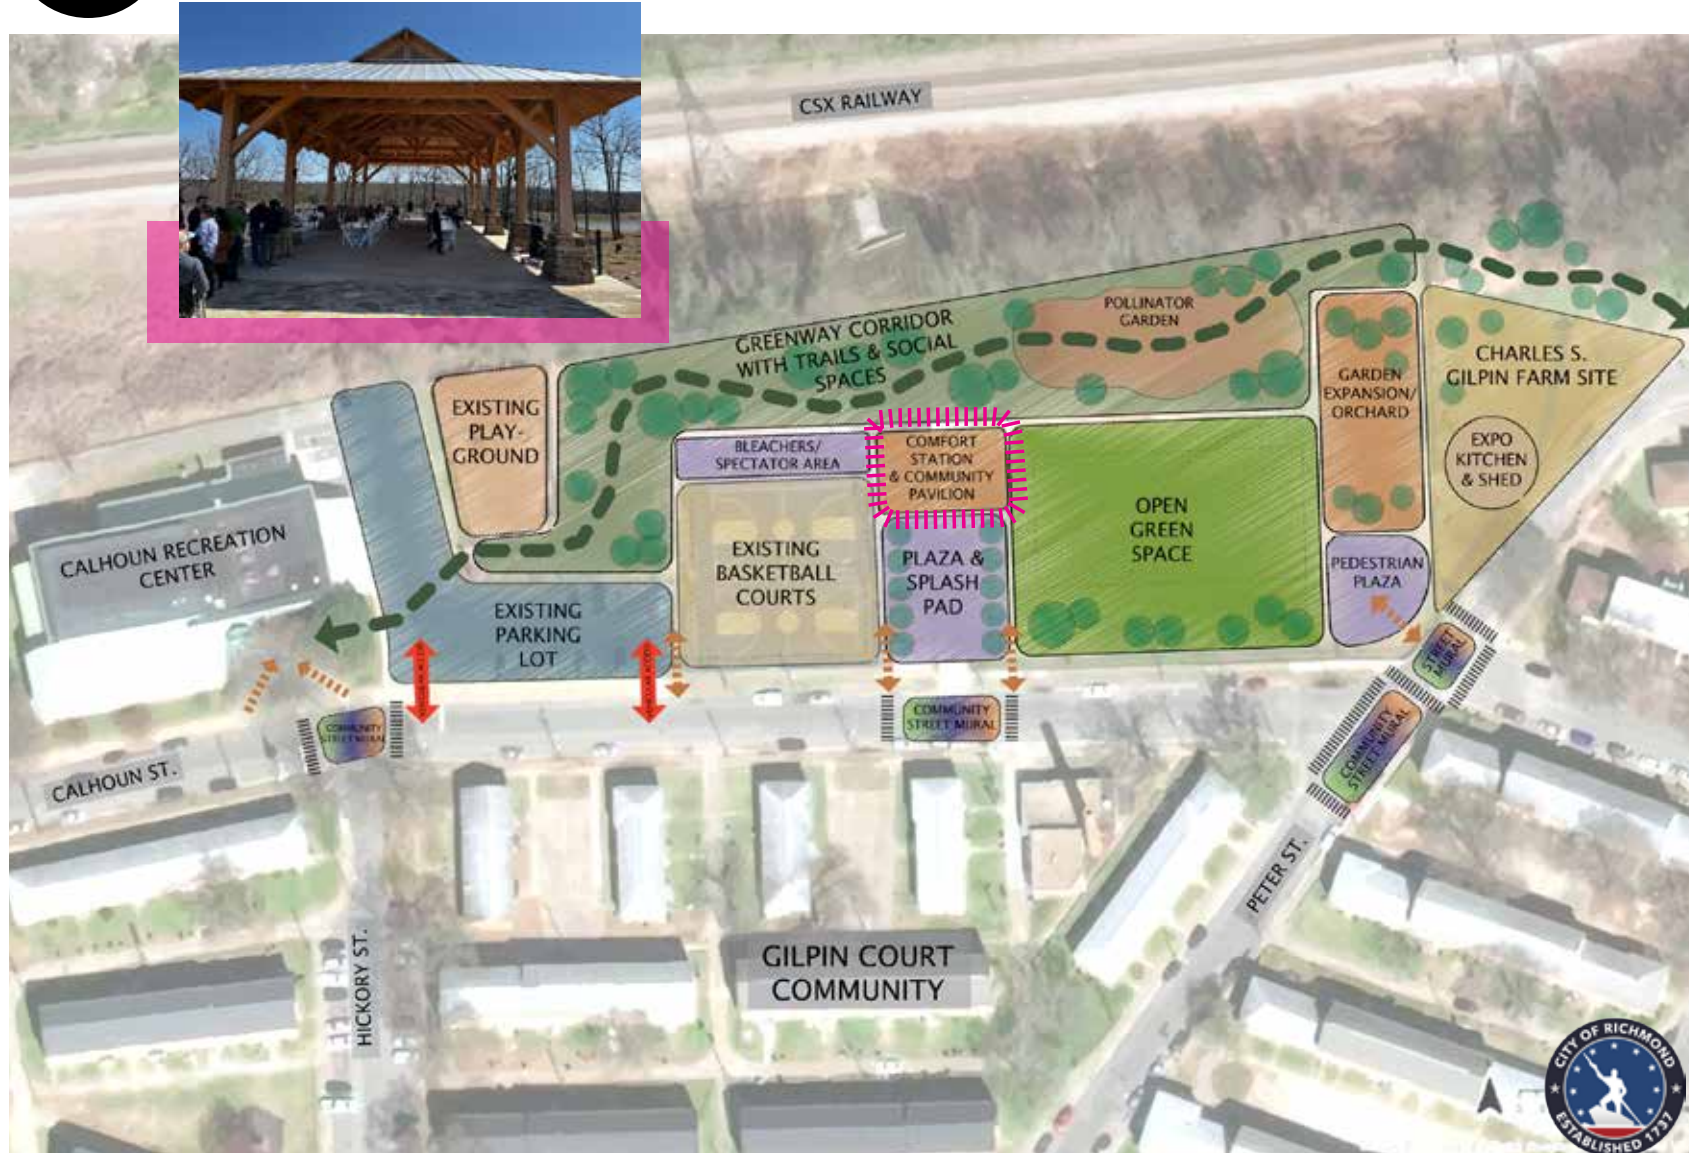 CSX RAILWAY
GREENWAY CORRIDOR
WITH TRAILS & SOCIAL
SPACES
POLLINATOR
GARDEN
CHARLES S.
GILPIN FARM SITE
EXPO
KITCHEN
& SHED
GARDEN
EXPANSION/
ORCHARD
EXISTING
PLAY-
GROUND
BLEACHERS/
SPECTATOR AREA
COMFORT
STATION
& COMMUNITY
PAVILION
OPEN
GREEN
SPACE
CALHOUN RECREATION
CENTER
EXISTING
BASKETBALL
COURTS
PLAZA &
SPLASH
PAD
PEDESTRIAN
PLAZA
EXISTING
PARKING
LOT
STREET
MURAL
COMMUNITY
STREET MURAL
COMMUNITY
STREET MURAL
COMMUNITY
STREET MURAL
CALHOUN ST.
PETER ST.
HICKORY ST.
GILPIN COURT
COMMUNITY
CITY OF RICHMOND
ESTABLISHED 1737